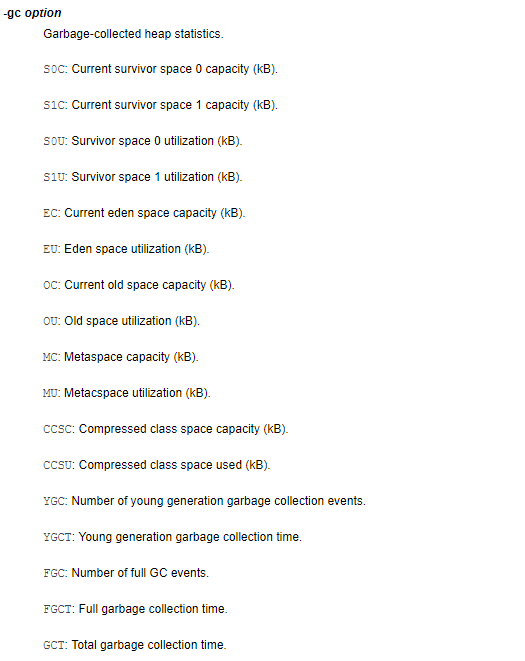 -gc option
Garbage-collected heap statistics.
S0C: Current survivor space 0 capacity (kB).
S1C: Current survivor space 1 capacity (kB).
S0U: Survivor space 0 utilization (kB).
S1U: Survivor space 1 utilization (kB).
EC: Current eden space capacity (kB).
EU: Eden space utilization (kB).
OC: Current old space capacity (kB).
OU: Old space utilization (kB).
MC: Metaspace capacity (kB).
MU: Metacspace utilization (kB).
CCSC: Compressed class space capacity (kB).
CCSU: Compressed class space used (kB).
YGC: Number of young generation garbage collection events.
YGCT: Young generation garbage collection time.
FGC: Number of full GC events.
FGCT: Full garbage collection time.
GCT: Total garbage collection time.